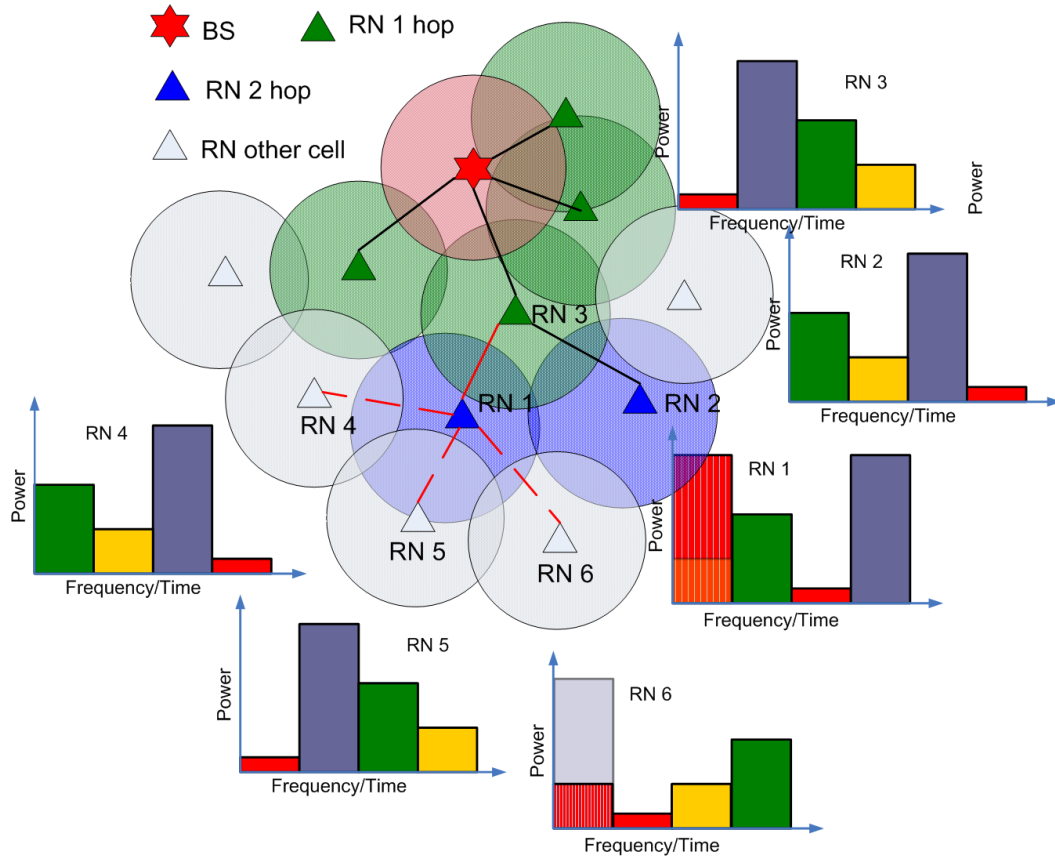 BS
RN 1 hop
RN 2 hop
RN other cell
RN 3
Power
Frequency/Time
Power
RN 2
Power
Frequency/Time
RN 3
RN 1
RN 2
RN 4
RN 5
RN 6
RN 4
Power
Frequency/Time
RN 1
Power
Frequency/Time
RN 5
Power
Frequency/Time
RN 6
Power
Frequency/Time